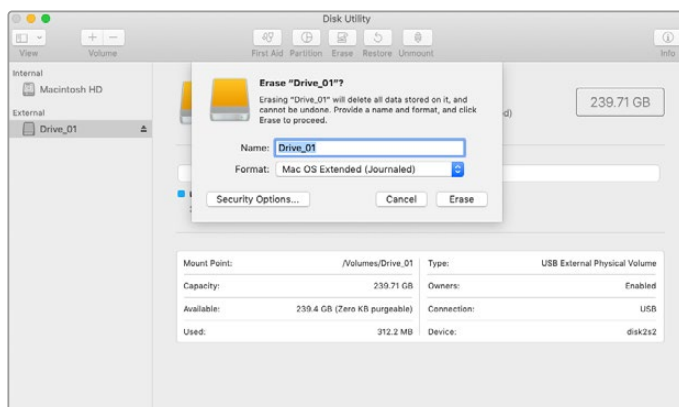 Disk Utility
View
Volume
First Aid Partition Erase Restore Unmount
Info
Internal
Macintosh HD
External
Drive_01
Erase “Drive_01”?
Erasing “Drive_01” will delete all data stored on it, and
cannot be undone. Provide a name and format, and click
Erase to proceed.
d)
239.71 GB
Name: Drive_01
Format: Mac OS Extended (Journaled)
Security Options...
Cancel
Erase
Mount Point: /Volumes/Drive_01
Type: USB External Physical Volume
Capacity: 239.71 GB
Owners: Enabled
Available: 239.4 GB (Zero KB purgeable)
Connection: USB
Used: 312.2 MB
Device: disk2s2